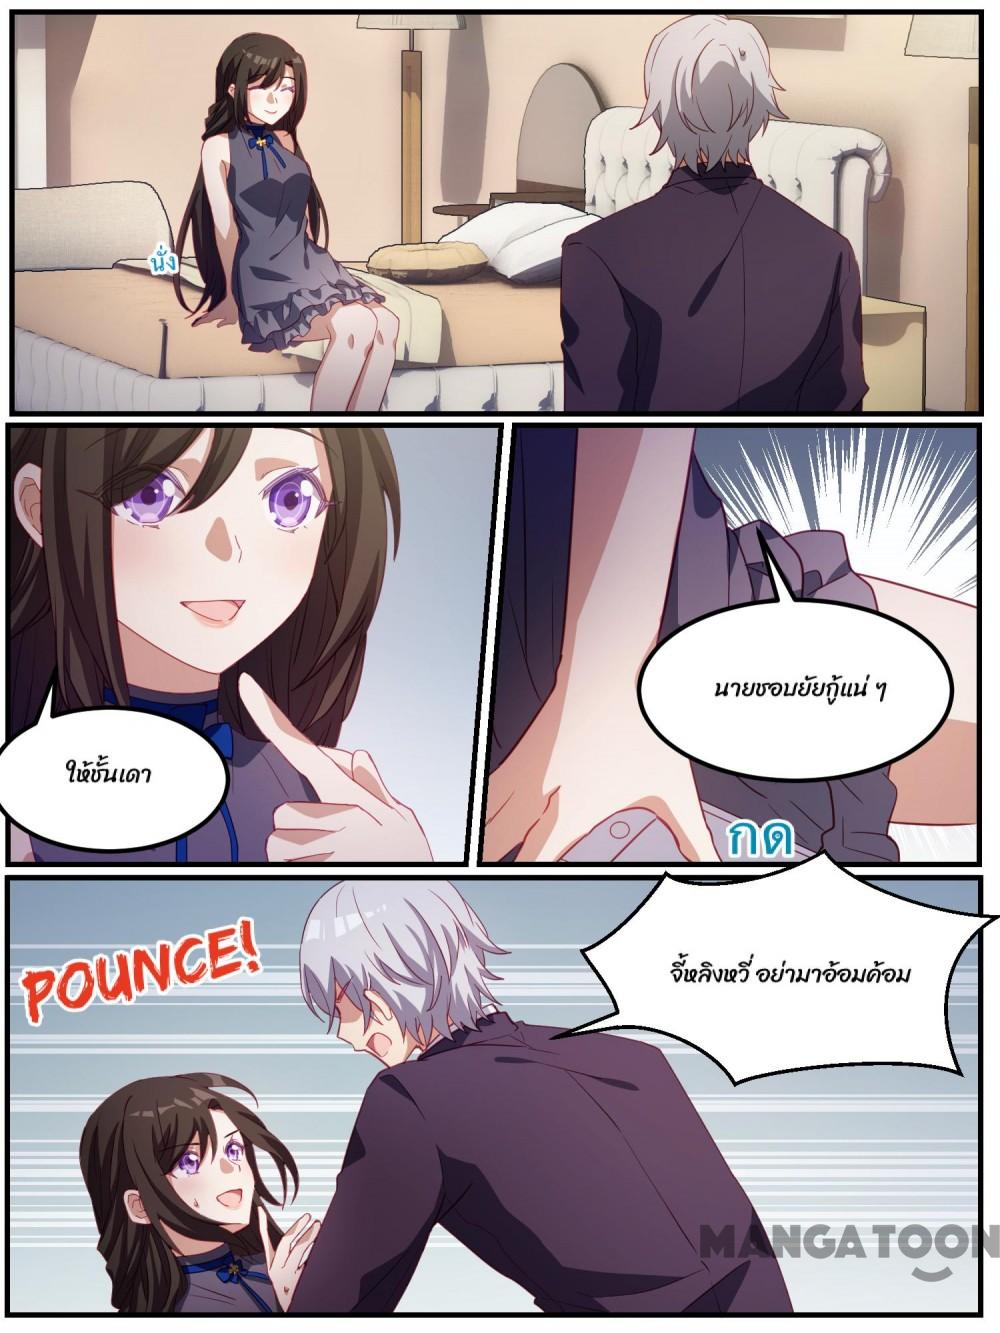 นั่ง
ให้ชั้นเดา
นายชอบยัยกู้แน่ ๆ
กด
POUNCE!
จี้หลิงหวี่ อย่ามาอ้อมค้อม
MANGATOON